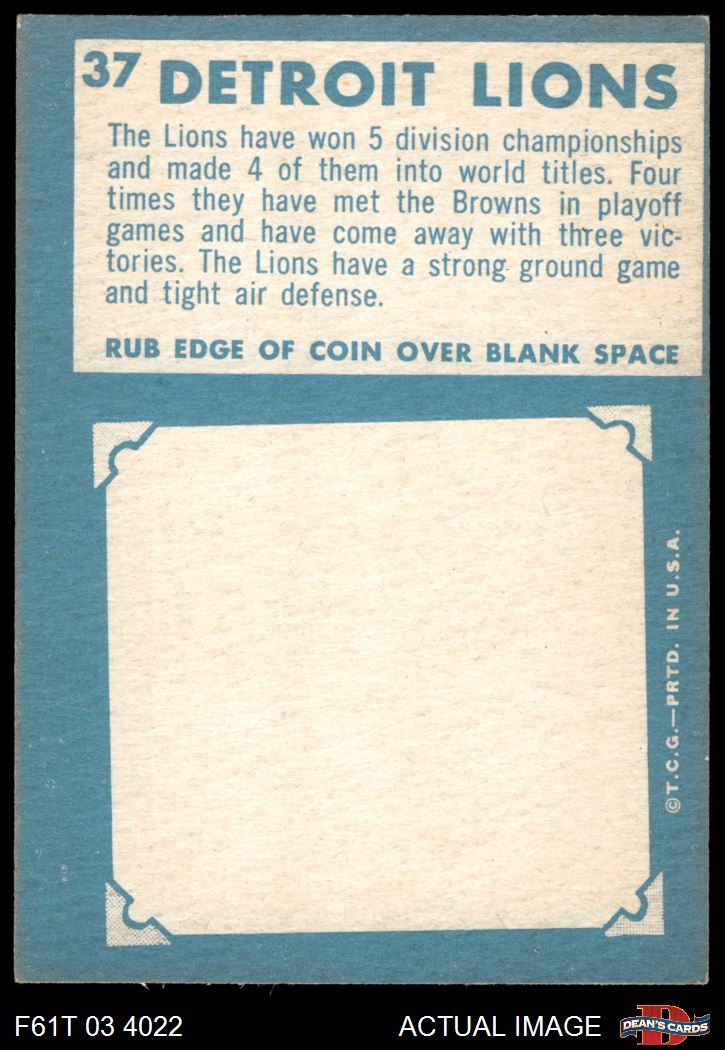 37 DETROIT LIONS
The Lions have won 5 division championships
and made 4 of them into world titles. Four
times they have met the Browns in playoff
games and have come away with three vic-
tories. The Lions have a strong ground game
and tight air defense.
RUB EDGE OF COIN OVER BLANK SPACE
©T.C.G.—PRTD. IN U.S.A.
F61T 03 4022
ACTUAL IMAGE
D
DEAN'S CARDS